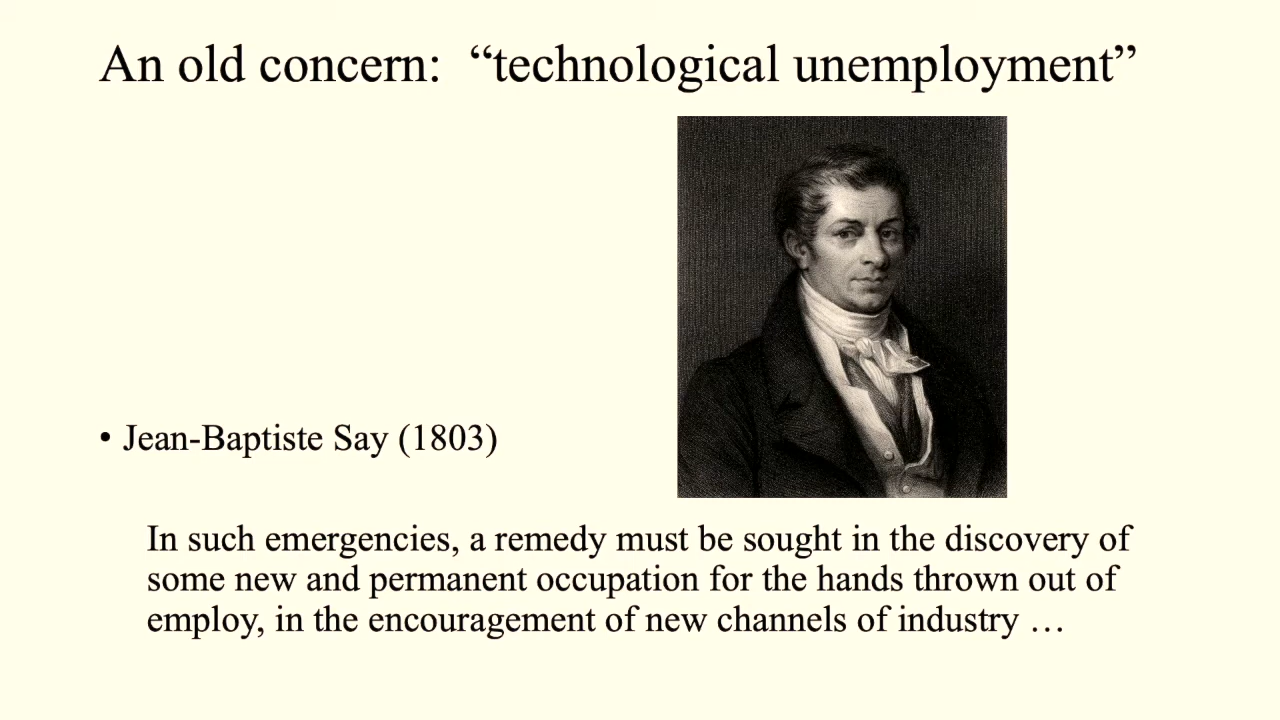 An old concern: “technological unemployment”
• Jean-Baptiste Say (1803)
In such emergencies, a remedy must be sought in the discovery of
some new and permanent occupation for the hands thrown out of
employ, in the encouragement of new channels of industry …